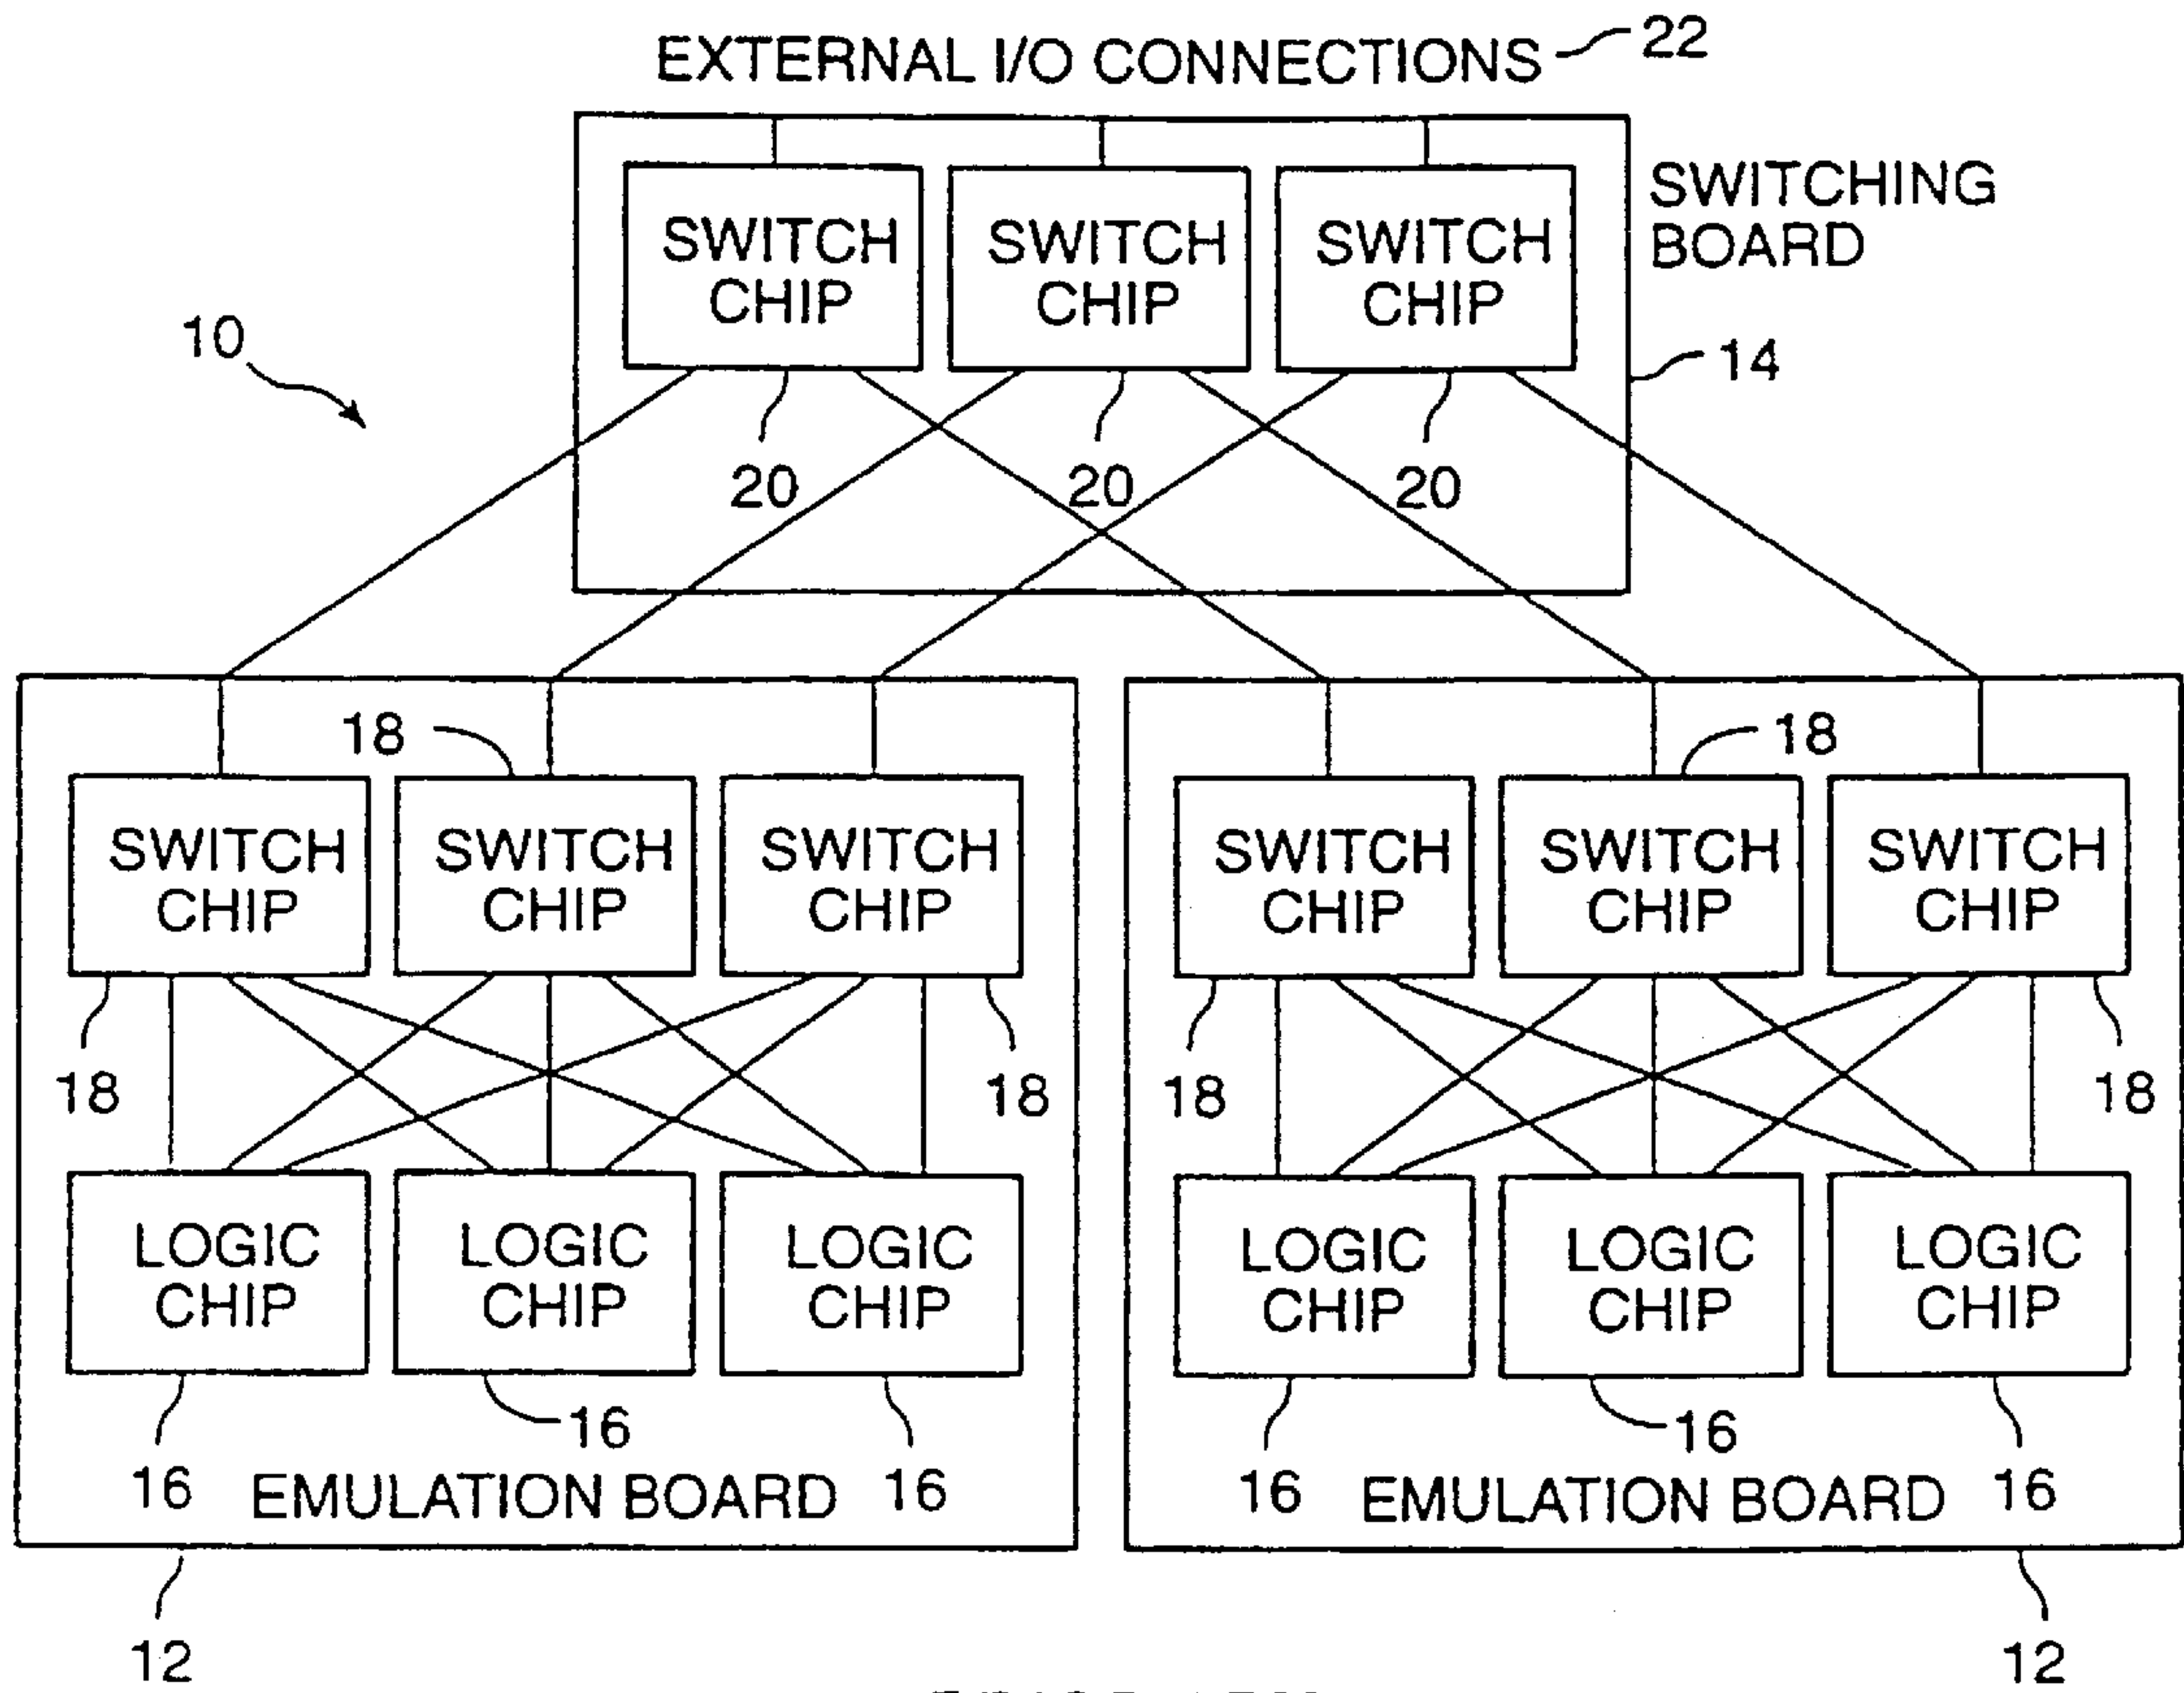 EXTERNAL I/O CONNECTIONS 22
SWITCH CHIP
SWITCH CHIP
SWITCH CHIP
SWITCHING BOARD
10
14
20 20 20
18 18
SWITCH CHIP
SWITCH CHIP
SWITCH CHIP
SWITCH CHIP
SWITCH CHIP
SWITCH CHIP
18 18 18 18
LOGIC CHIP
LOGIC CHIP
LOGIC CHIP
LOGIC CHIP
LOGIC CHIP
LOGIC CHIP
16 16
16 EMULATION BOARD 16
16 EMULATION BOARD 16
12 12